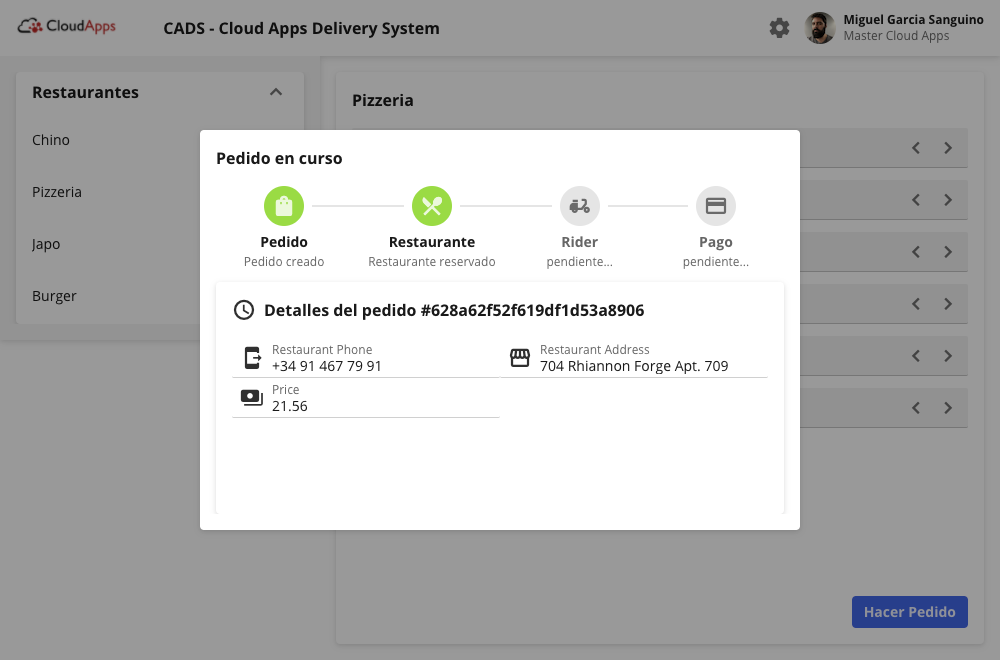 CloudApps
CADS - Cloud Apps Delivery System
Miguel Garcia Sanguino
Master Cloud Apps
Restaurantes
Chino
Pizzeria
Japo
Burger
Pizzeria
Pedido en curso
Pedido
Pedido creado
Restaurante
Restaurante reservado
Rider
pendiente...
Pago
pendiente...
Detalles del pedido #628a62f52f619df1d53a8906
Restaurant Phone
+34 91 467 79 91
Restaurant Address
704 Rhiannon Forge Apt. 709
Price
21.56
Hacer Pedido